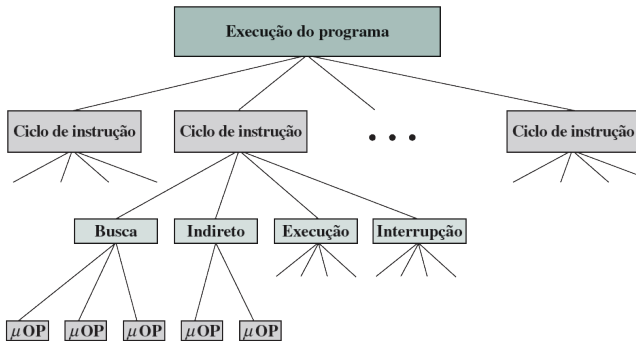 Execução do programa
Ciclo de instrução
Ciclo de instrução
• • •
Ciclo de instrução
Busca
Indireto
Execução
Interrupção
μOP
μOP
μOP
μOP
μOP